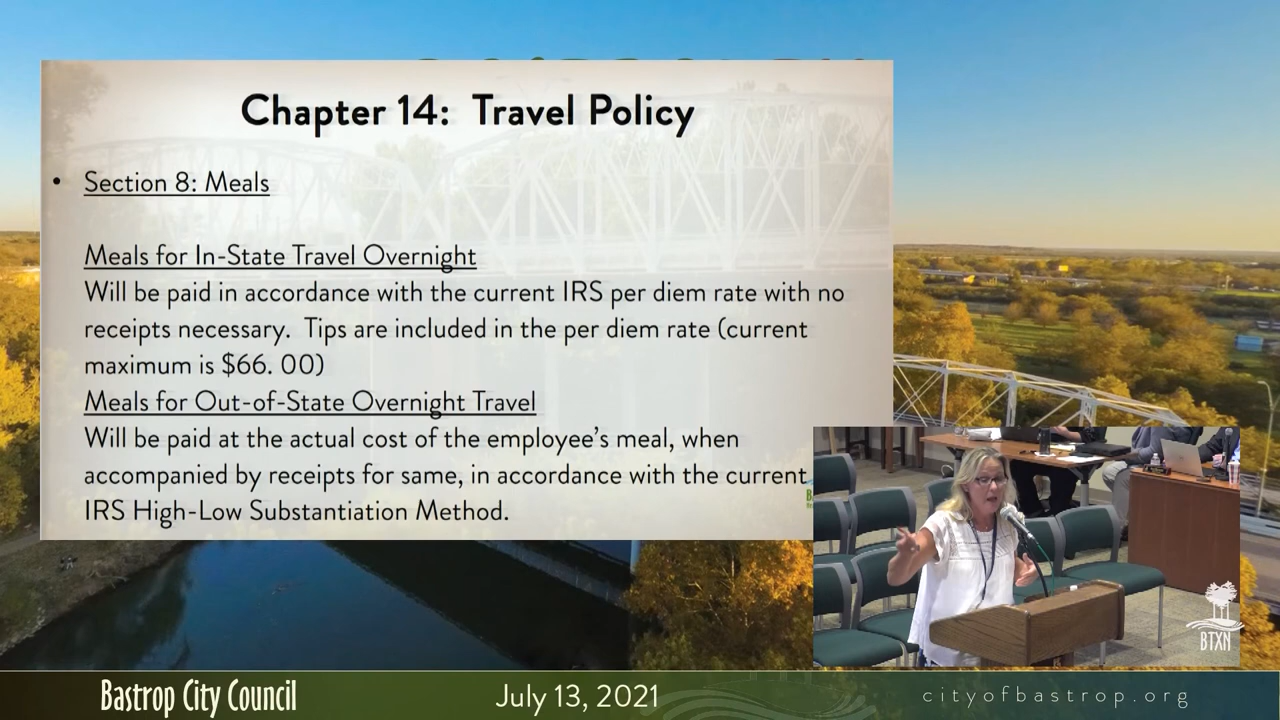 Chapter 14: Travel Policy
• Section 8: Meals
Meals for In-State Travel Overnight
Will be paid in accordance with the current IRS per diem rate with no
receipts necessary. Tips are included in the per diem rate (current
maximum is $66. 00)
Meals for Out-of-State Overnight Travel
Will be paid at the actual cost of the employee's meal, when
accompanied by receipts for same, in accordance with the current
IRS High-Low Substantiation Method.
BTXN
Bastrop City Council
July 13, 2021
cityofbastrop.org